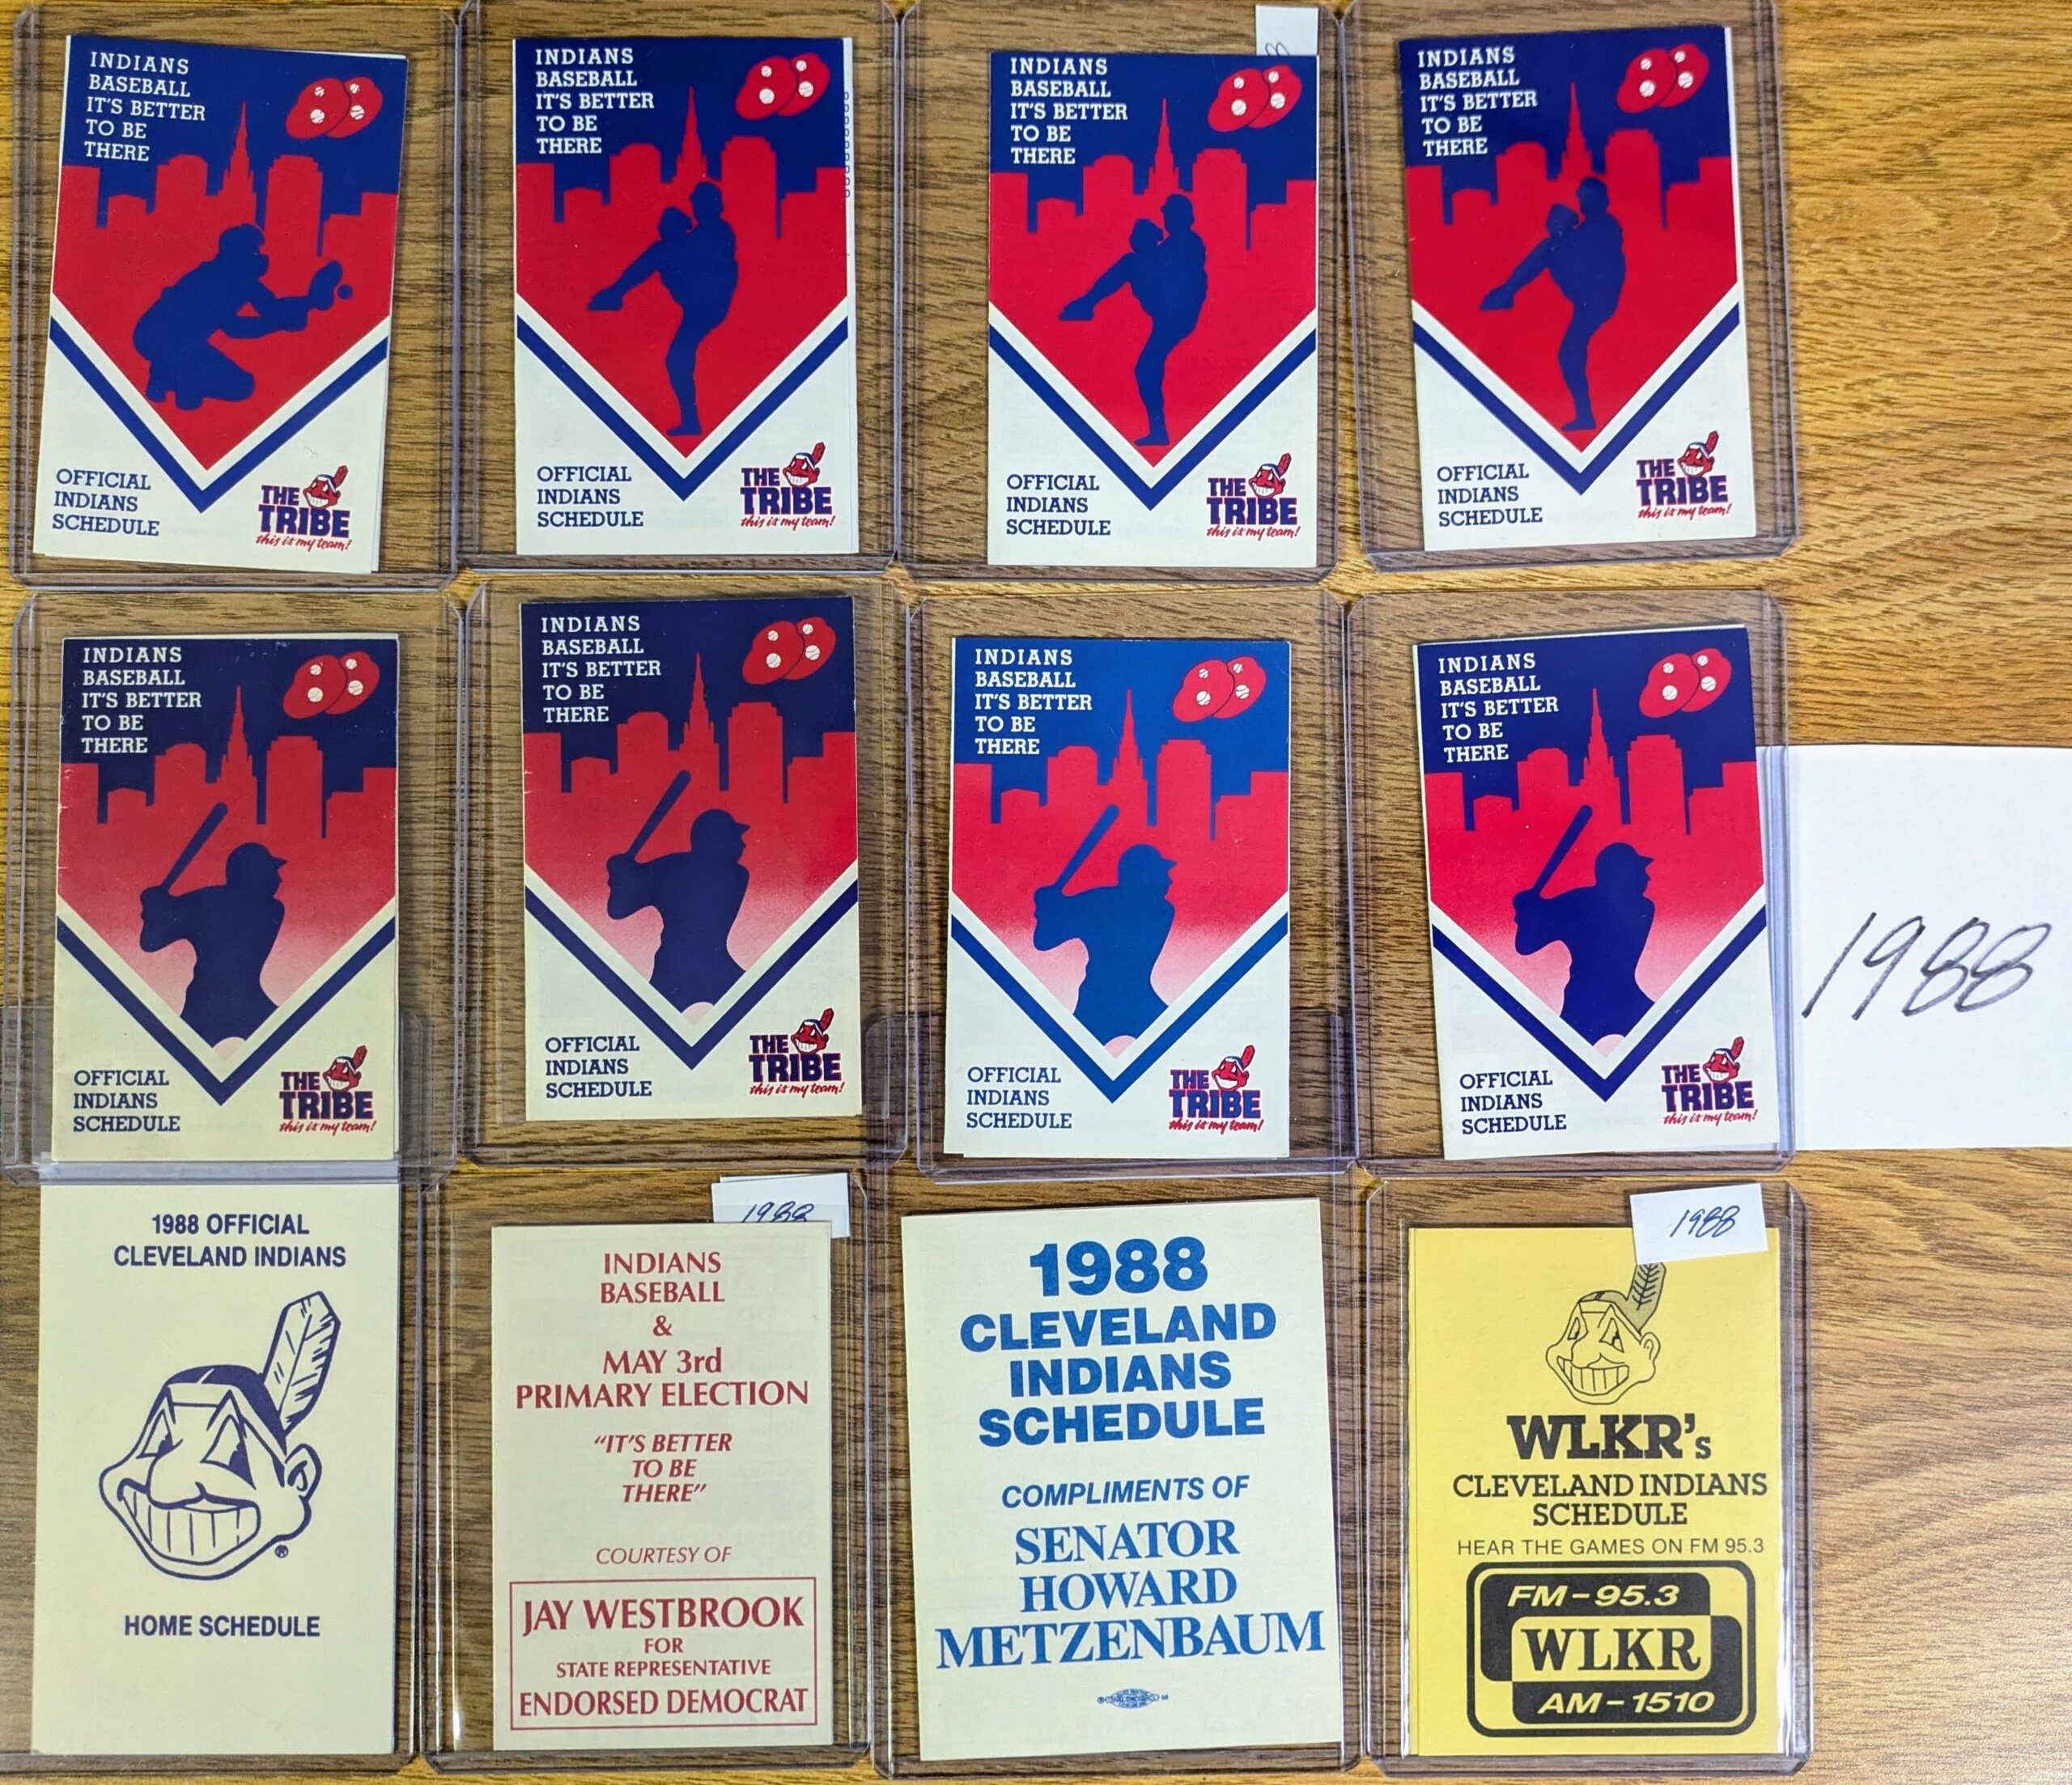 INDIANS
BASEBALL
IT'S BETTER
TO BE
THERE
OFFICIAL
INDIANS
SCHEDULE
THE
TRIBE
this is my team!
INDIANS
BASEBALL
IT'S BETTER
TO BE
THERE
OFFICIAL
INDIANS
SCHEDULE
THE
TRIBE
this is my team!
INDIANS
BASEBALL
IT'S BETTER
TO BE
THERE
OFFICIAL
INDIANS
SCHEDULE
THE
TRIBE
this is my team!
INDIANS
BASEBALL
IT'S BETTER
TO BE
THERE
OFFICIAL
INDIANS
SCHEDULE
THE
TRIBE
this is my team!
INDIANS
BASEBALL
IT'S BETTER
TO BE
THERE
OFFICIAL
INDIANS
SCHEDULE
THE
TRIBE
this is my team!
INDIANS
BASEBALL
IT'S BETTER
TO BE
THERE
OFFICIAL
INDIANS
SCHEDULE
THE
TRIBE
this is my team!
INDIANS
BASEBALL
IT'S BETTER
TO BE
THERE
OFFICIAL
INDIANS
SCHEDULE
THE
TRIBE
this is my team!
INDIANS
BASEBALL
IT'S BETTER
TO BE
THERE
OFFICIAL
INDIANS
SCHEDULE
THE
TRIBE
this is my team!
1988
1988 OFFICIAL
CLEVELAND INDIANS
®
HOME SCHEDULE
1988
INDIANS
BASEBALL
&
MAY 3rd
PRIMARY ELECTION
"IT'S BETTER
TO BE
THERE"
COURTESY OF
JAY WESTBROOK
FOR
STATE REPRESENTATIVE
ENDORSED DEMOCRAT
1988
CLEVELAND
INDIANS
SCHEDULE
COMPLIMENTS OF
SENATOR
HOWARD
METZENBAUM
1988
WLKR's
CLEVELAND INDIANS
SCHEDULE
HEAR THE GAMES ON FM 95.3
FM-95.3
WLKR
AM-1510